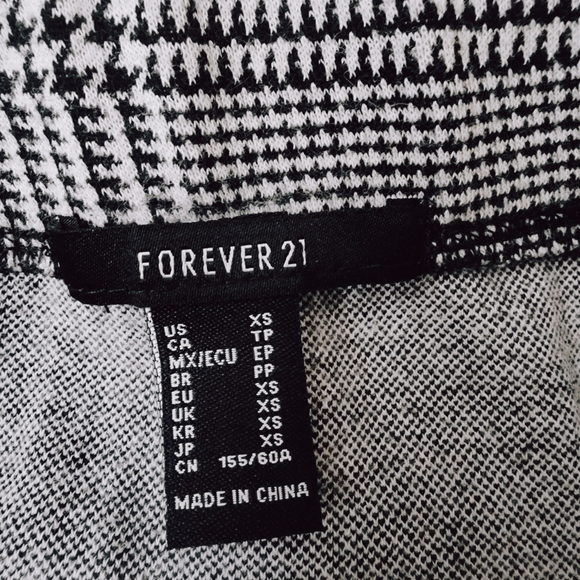 FOREVER 21
US XS
CA TP
MX/ECU EP
BR PP
EU XS
UK XS
KR XS
JP XS
CN 155/60A
MADE IN CHINA